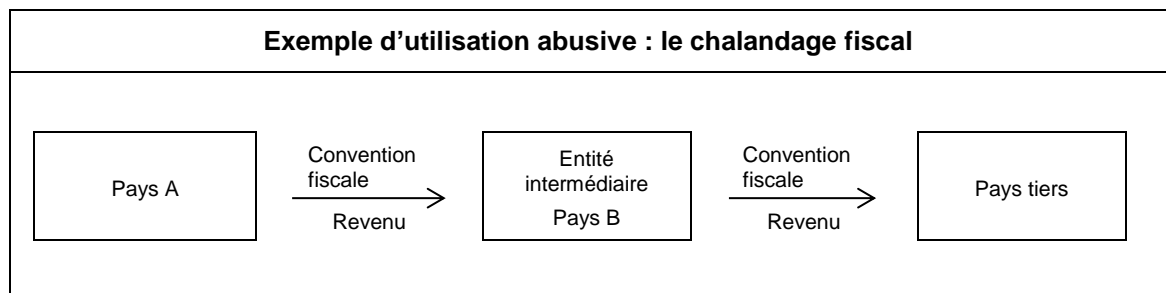 Exemple d’utilisation abusive : le chalandage fiscal
Pays A
Convention
fiscale
Revenu
Entité
intermédiaire
Pays B
Convention
fiscale
Revenu
Pays tiers